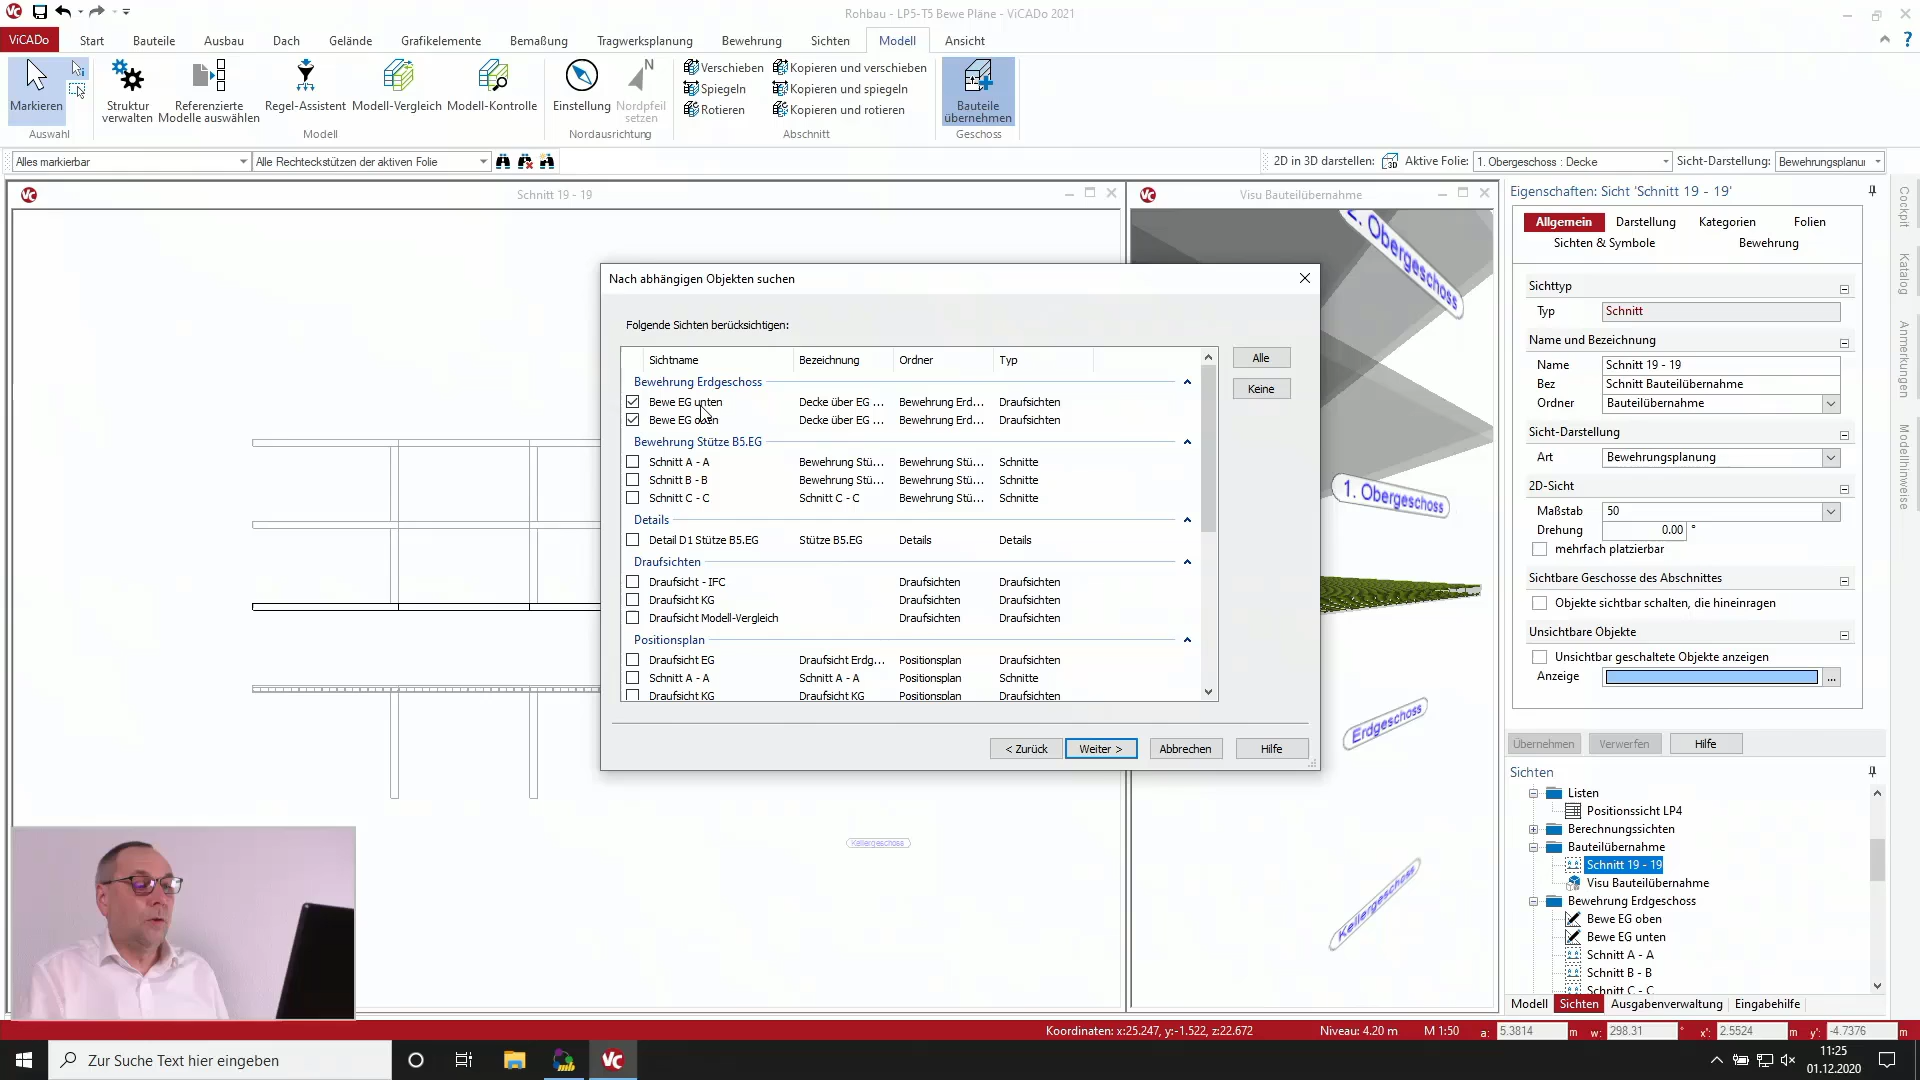 Rohbau - LP5-T5 Bewe Pläne - ViCADo 2021
ViCADo Start Bauteile Ausbau Dach Gelände Grafikelemente Bemaßung Tragwerksplanung Bewehrung Sichten Modell Ansicht
Markieren
Auswahl
Struktur verwalten
Referenzierte Modelle auswählen
Regel-Assistent
Modell-Vergleich
Modell-Kontrolle
Modell
Einstellung
Nordpfeil setzen
Nordausrichtung
Verschieben
Spiegeln
Rotieren
Kopieren und verschieben
Kopieren und spiegeln
Kopieren und rotieren
Abschnitt
Bauteile übernehmen
Geschoss
Alles markierbar
Alle Rechteckstützen der aktiven Folie
2D in 3D darstellen:
Aktive Folie: 1. Obergeschoss : Decke
Sicht-Darstellung: Bewehrungsplanu
Schnitt 19 - 19
Kellergeschoss
Visu Bauteilübernahme
2. Obergeschoss
1. Obergeschoss
Erdgeschoss
Kellergeschoss
Nach abhängigen Objekten suchen
Folgende Sichten berücksichtigen:
Sichtname Bezeichnung Ordner Typ
Bewehrung Erdgeschoss
Bewe EG unten Decke über EG ... Bewehrung Erd... Draufsichten
Bewe EG oben Decke über EG ... Bewehrung Erd... Draufsichten
Bewehrung Stütze B5.EG
Schnitt A - A Bewehrung Stü... Bewehrung Stü... Schnitte
Schnitt B - B Bewehrung Stü... Bewehrung Stü... Schnitte
Schnitt C - C Schnitt C - C Bewehrung Stü... Schnitte
Details
Detail D1 Stütze B5.EG Stütze B5.EG Details Details
Draufsichten
Draufsicht - IFC Draufsichten Draufsichten
Draufsicht KG Draufsichten Draufsichten
Draufsicht Modell-Vergleich Draufsichten Draufsichten
Positionsplan
Draufsicht EG Draufsicht Erdg... Positionsplan Draufsichten
Schnitt A - A Schnitt A - A Positionsplan Schnitte
Draufsicht KG Draufsicht KG Positionsplan Draufsichten
Alle
Keine
< Zurück Weiter > Abbrechen Hilfe
Eigenschaften: Sicht 'Schnitt 19 - 19'
Allgemein Darstellung Kategorien Folien
Sichten & Symbole Bewehrung
Sichttyp
Typ Schnitt
Name und Bezeichnung
Name Schnitt 19 - 19
Bez Schnitt Bauteilübernahme
Ordner Bauteilübernahme
Sicht-Darstellung
Art Bewehrungsplanung
2D-Sicht
Maßstab 50
Drehung 0.00 °
mehrfach platzierbar
Sichtbare Geschosse des Abschnittes
Objekte sichtbar schalten, die hineinragen
Unsichtbare Objekte
Unsichtbar geschaltete Objekte anzeigen
Anzeige ...
Übernehmen Verwerfen Hilfe
Sichten
Listen
Positionssicht LP4
Berechnungssichten
Bauteilübernahme
Schnitt 19 - 19
Visu Bauteilübernahme
Bewehrung Erdgeschoss
Bewe EG oben
Bewe EG unten
Schnitt A - A
Schnitt B - B
Schnitt C - C
Modell Sichten Ausgabenverwaltung Eingabehilfe
Cockpit
Katalog
Anmerkungen
Modellhinweise
Koordinaten: x:25.247, y:-1.522, z:22.672 Niveau: 4.20 m M 1:50 a: 5.3814 m w: 298.31 ° x': 2.5524 m y': -4.7376 m
Zur Suche Text hier eingeben
mb
11:25
01.12.2020